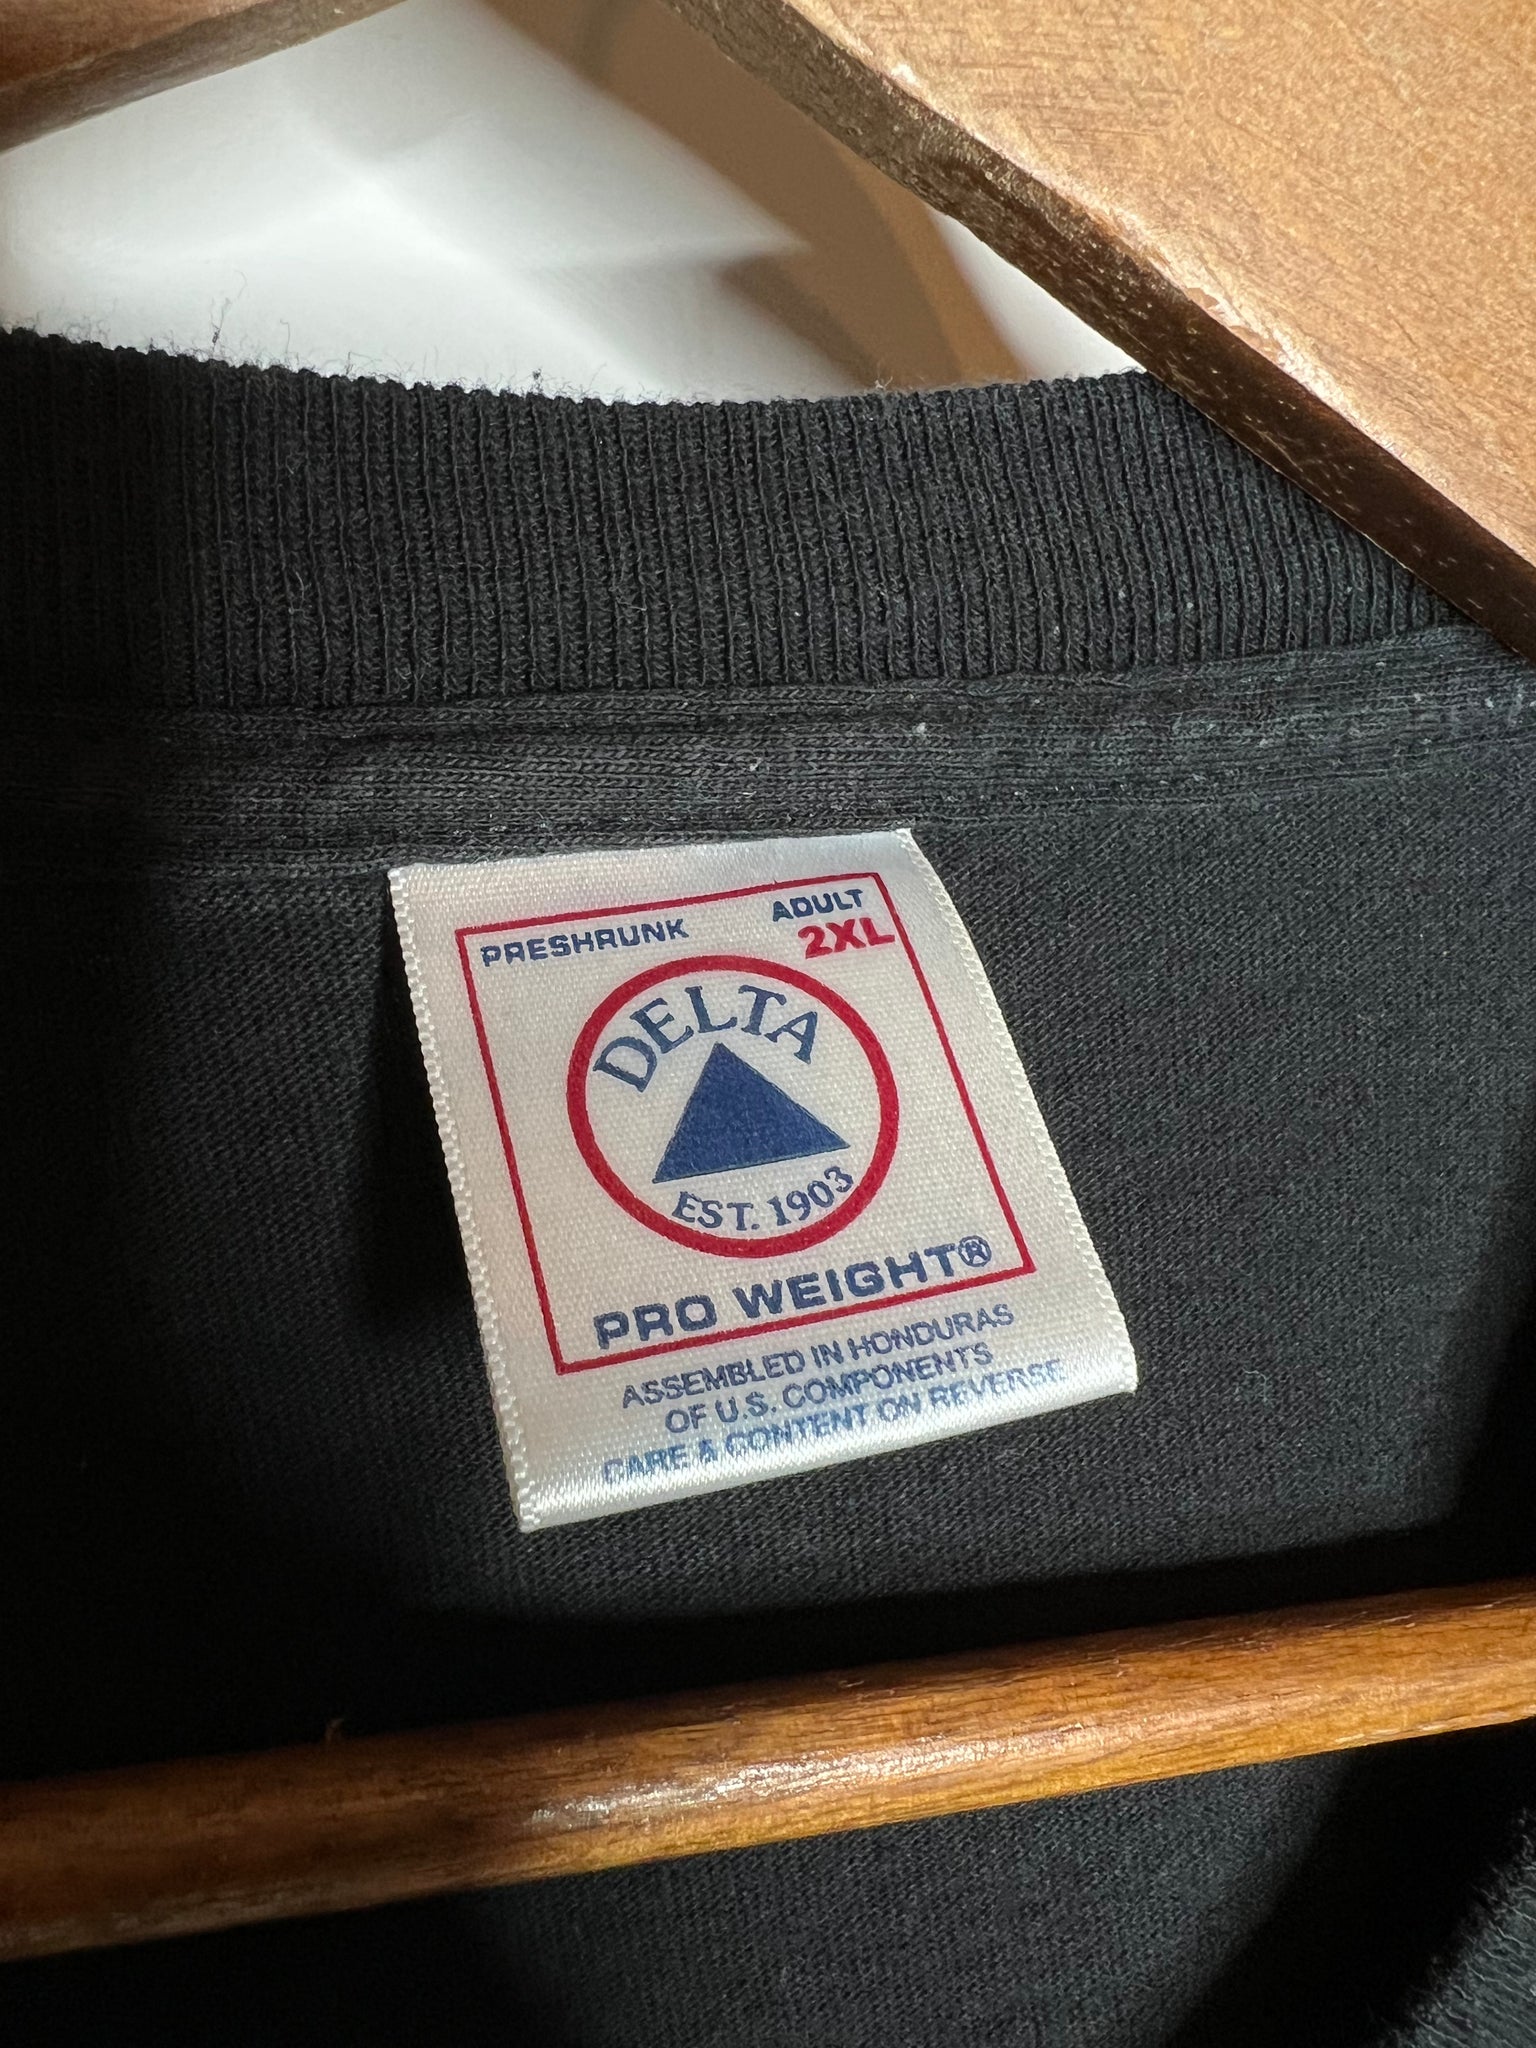 PRESHRUNK
ADULT
2XL
DELTA
EST. 1903
PRO WEIGHT®
ASSEMBLED IN HONDURAS
OF U.S. COMPONENTS
CARE & CONTENT ON REVERSE